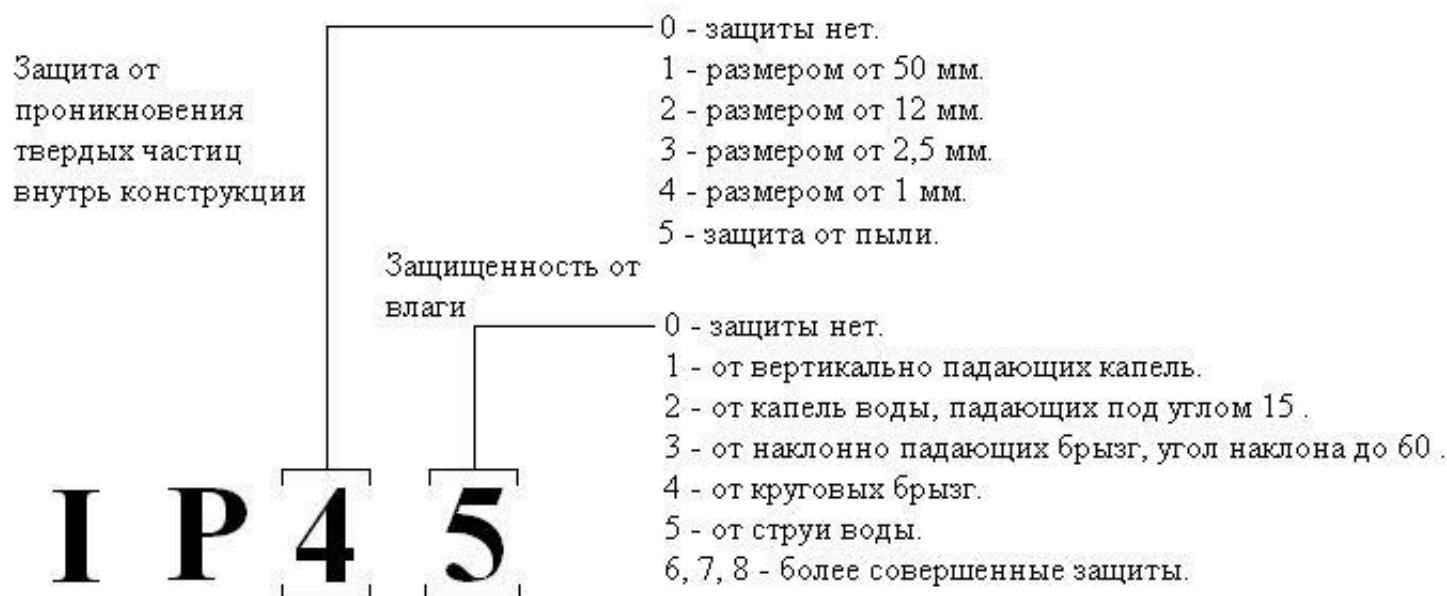 Защита от
проникновения
твердых частиц
внутрь конструкции
0 - защиты нет.
1 - размером от 50 мм.
2 - размером от 12 мм.
3 - размером от 2,5 мм.
4 - размером от 1 мм.
5 - защита от пыли.
Защищенность от
влаги
0 - защиты нет.
1 - от вертикально падающих капель.
2 - от капель воды, падающих под углом 15 .
3 - от наклонно падающих брызг, угол наклона до 60 .
4 - от круговых брызг.
5 - от струи воды.
6, 7, 8 - более совершенные защиты.
I P 4 5